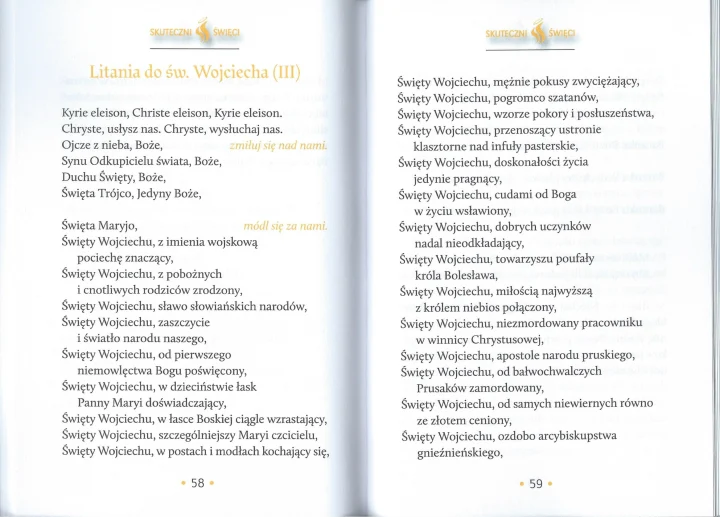 SKUTECZNI ŚWIĘCI
Litania do św. Wojciecha (III)
Kyrie eleison, Christe eleison, Kyrie eleison.
Chryste, usłysz nas. Chryste, wysłuchaj nas.
Ojcze z nieba, Boże, zmiłuj się nad nami.
Synu Odkupicielu świata, Boże,
Duchu Święty, Boże,
Święta Trójco, Jedyny Boże,
Święta Maryjo, módl się za nami.
Święty Wojciechu, z imienia wojskową
pociechę znaczący,
Święty Wojciechu, z pobożnych
i cnotliwych rodziców zrodzony,
Święty Wojciechu, sławo słowiańskich narodów,
Święty Wojciechu, zaszczycie
i światło narodu naszego,
Święty Wojciechu, od pierwszego
niemowlęctwa Bogu poświęcony,
Święty Wojciechu, w dzieciństwie łask
Panny Maryi doświadczający,
Święty Wojciechu, w łasce Boskiej ciągle wzrastający,
Święty Wojciechu, szczególniejszy Maryi czcicielu,
Święty Wojciechu, w postach i modłach kochający się,
• 58 •
SKUTECZNI ŚWIĘCI
Święty Wojciechu, mężnie pokusy zwyciężający,
Święty Wojciechu, pogromco szatanów,
Święty Wojciechu, wzorze pokory i posłuszeństwa,
Święty Wojciechu, przenoszący ustronie
klasztorne nad infuły pasterskie,
Święty Wojciechu, doskonałości życia
jedynie pragnący,
Święty Wojciechu, cudami od Boga
w życiu wsławiony,
Święty Wojciechu, dobrych uczynków
nadal nieodkładający,
Święty Wojciechu, towarzyszu poufały
króla Bolesława,
Święty Wojciechu, miłością najwyższą
z królem niebios połączony,
Święty Wojciechu, niezmordowany pracowniku
w winnicy Chrystusowej,
Święty Wojciechu, apostole narodu pruskiego,
Święty Wojciechu, od bałwochwalczych
Prusaków zamordowany,
Święty Wojciechu, od samych niewiernych równo
ze złotem ceniony,
Święty Wojciechu, ozdobo arcybiskupstwa
gnieźnieńskiego,
• 59 •